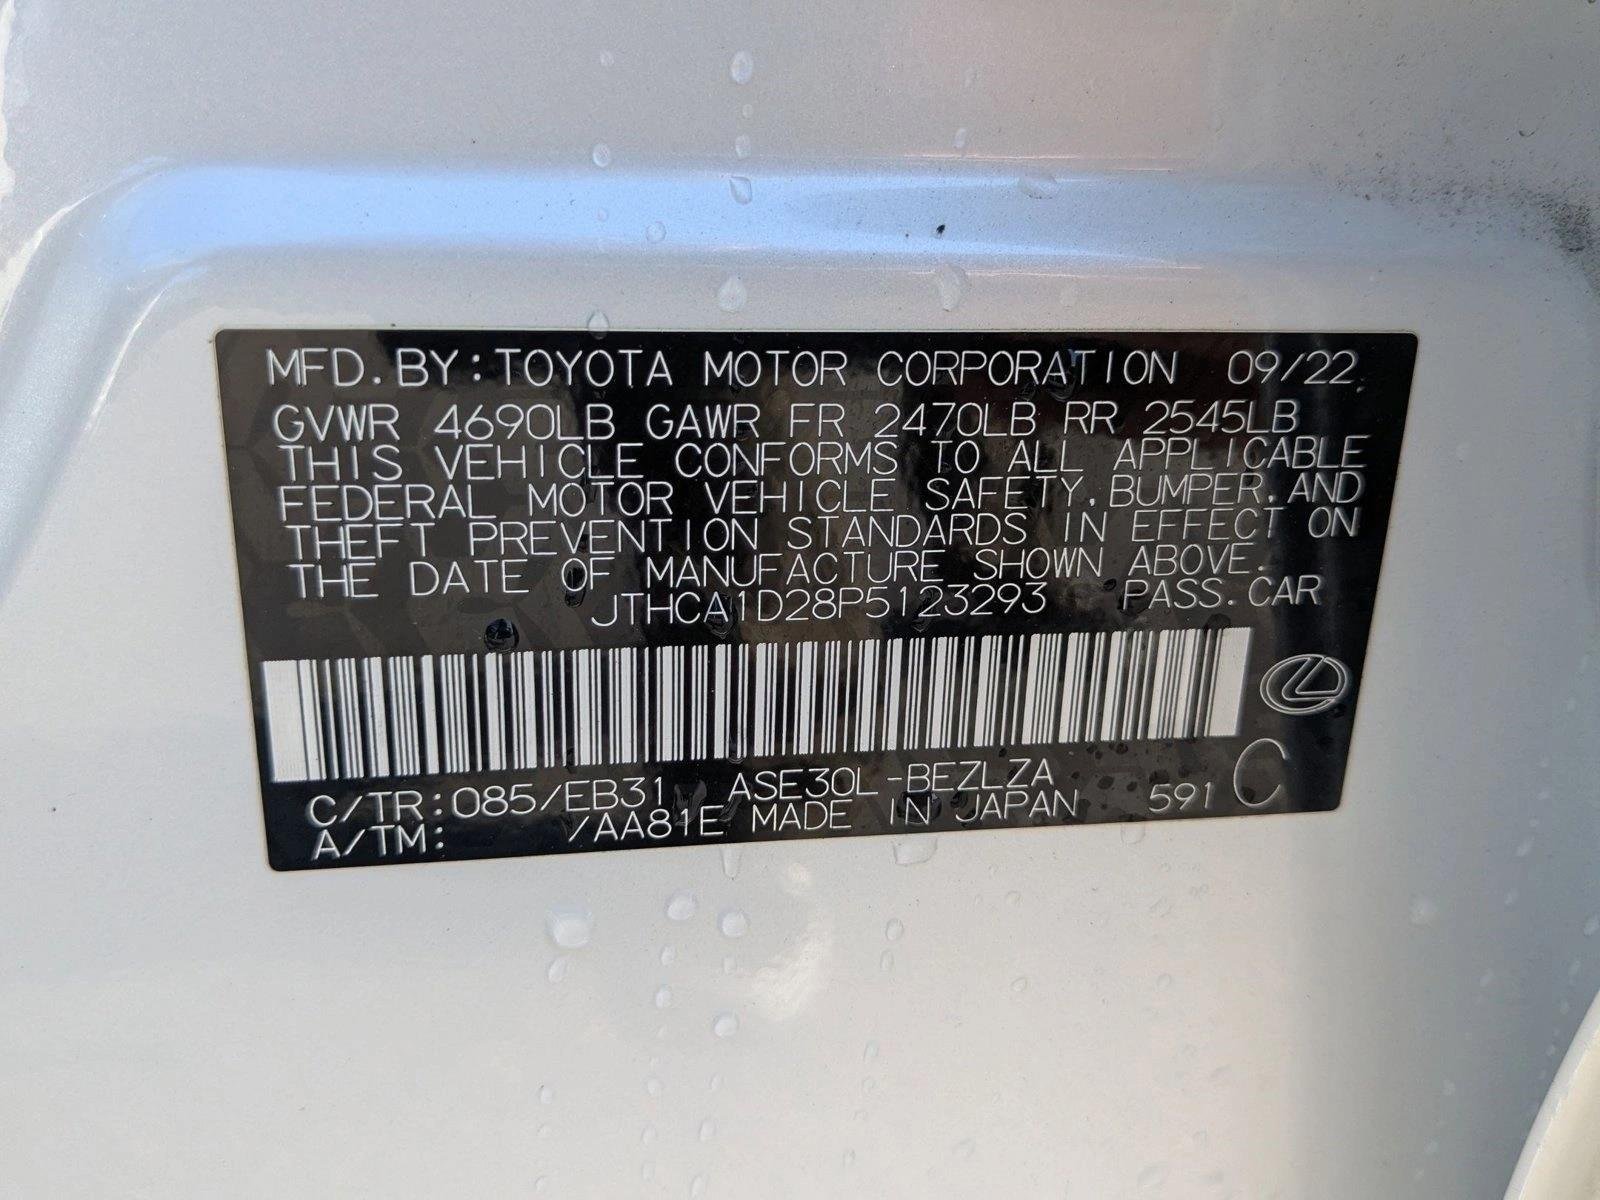 MFD.BY:TOYOTA MOTOR CORPORATION 09/22
GVWR 4690LB GAWR FR 2470LB RR 2545LB
THIS VEHICLE CONFORMS TO ALL APPLICABLE
FEDERAL MOTOR VEHICLE SAFETY,BUMPER,AND
THEFT PREVENTION STANDARDS IN EFFECT ON
THE DATE OF MANUFACTURE SHOWN ABOVE.
JTHCA1D28P5123293 PASS.CAR
C/TR:085/EB31 ASE30L-BEZLZA
A/TM: /AA81E MADE IN JAPAN 591 C